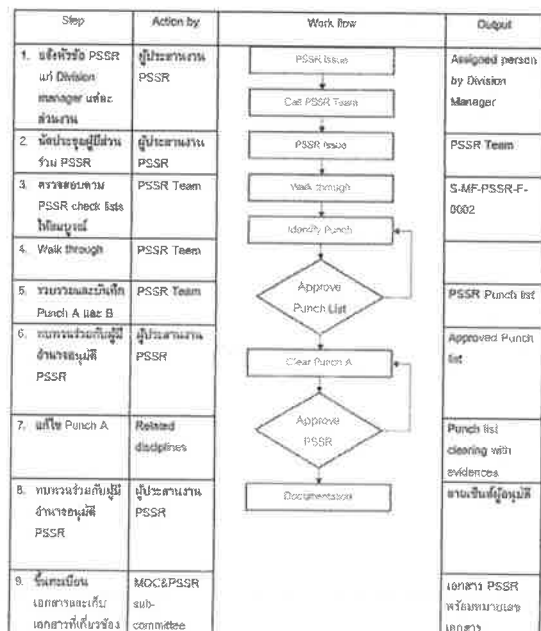 Step
Action by
Work flow
Output
1. แจ้งหัวข้อ PSSR
แก่ Division
manager แต่ละ
ส่วนงาน
ผู้ประสานงาน
PSSR
PSSR Issue
Call PSSR Team
Assigned person
by Division
Manager
2. นัดประชุมผู้มีส่วน
ร่วม PSSR
ผู้ประสานงาน
PSSR
PSSR Issue
PSSR Team
3. ตรวจสอบตาม
PSSR check lists
ให้สมบูรณ์
PSSR Team
Walk through
S-MF-PSSR-F-
0002
Identify Punch
4. Walk through
PSSR Team
Approve
Punch List
5. รวบรวมและบันทึก
Punch A และ B
PSSR Team
PSSR Punch list
6. ทบทวนร่วมกับผู้มี
อำนาจอนุมัติ
PSSR
ผู้ประสานงาน
PSSR
Clear Punch A
Approved Punch
list
7. แก้ไข Punch A
Related
disciplines
Approve
PSSR
Punch list
clearing with
evidences
8. ทบทวนร่วมกับผู้มี
อำนาจอนุมัติ
PSSR
ผู้ประสานงาน
PSSR
Documentation
ลายเซ็นต์ผู้อนุมัติ
9. ขึ้นทะเบียน
เอกสารและเก็บ
เอกสารที่เกี่ยวข้อง
MOC&PSSR
sub-
committee
เอกสาร PSSR
พร้อมหมายเลข
เอกสาร